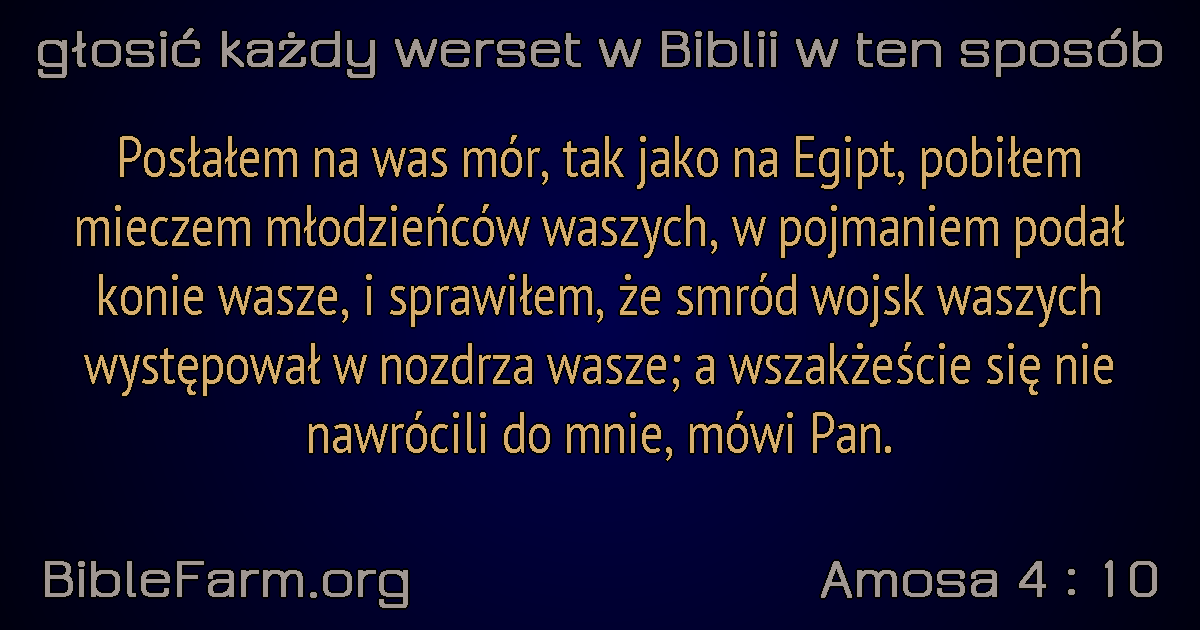 głosić każdy werset w Biblii w ten sposób
Posłałem na was mór, tak jako na Egipt, pobiłem
mieczem młodzieńców waszych, w pojmaniem podał
konie wasze, i sprawiłem, że smród wojsk waszych
występował w nozdrza wasze; a wszakżeście się nie
nawrócili do mnie, mówi Pan.
BibleFarm.org
Amosa 4 : 10